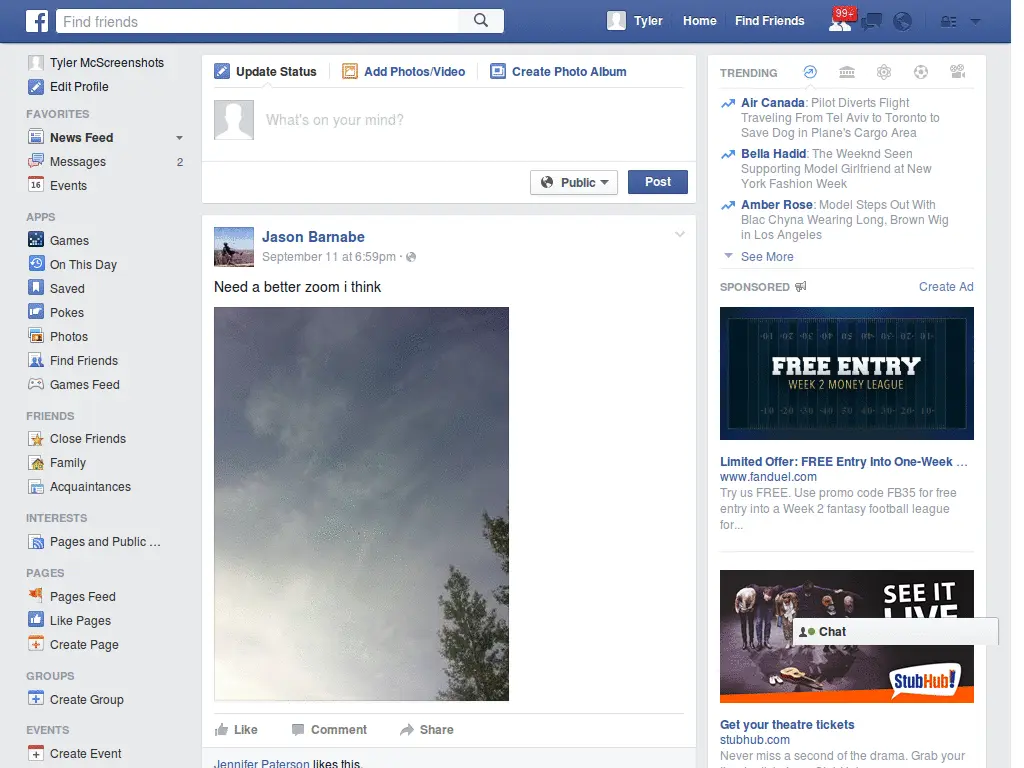 f
Find friends
Tyler
Home
Find Friends
99+
Tyler McScreenshots
Edit Profile
FAVORITES
News Feed
Messages 2
16 Events
APPS
Games
On This Day
Saved
Pokes
Photos
Find Friends
Games Feed
FRIENDS
Close Friends
Family
Acquaintances
INTERESTS
Pages and Public ...
PAGES
Pages Feed
Like Pages
Create Page
GROUPS
Create Group
EVENTS
Create Event
Update Status
Add Photos/Video
Create Photo Album
What's on your mind?
Public
Post
Jason Barnabe
September 11 at 6:59pm ·
Need a better zoom i think
Like
Comment
Share
Jennifer Paterson likes this.
TRENDING
Air Canada: Pilot Diverts Flight
Traveling From Tel Aviv to Toronto to
Save Dog in Plane's Cargo Area
Bella Hadid: The Weeknd Seen
Supporting Model Girlfriend at New
York Fashion Week
Amber Rose: Model Steps Out With
Blac Chyna Wearing Long, Brown Wig
in Los Angeles
See More
SPONSORED
Create Ad
FREE ENTRY
WEEK 2 MONEY LEAGUE
-10 -20 -30 40 50 40 30- 20- 10-
Limited Offer: FREE Entry Into One-Week ...
www.fanduel.com
Try us FREE. Use promo code FB35 for free
entry into a Week 2 fantasy football league
for...
SEE IT
LIVE
Chat
StubHub!
Get your theatre tickets
stubhub.com
Never miss a second of the drama. Grab your